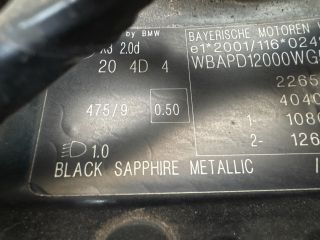 by BMW
X3 2.0d
20 4D 4
475/9 0.50
1.0
BLACK SAPPHIRE METALLIC
BAYERISCHE MOTOREN
e1*2001/116*024
WBAPD12000WG
2265
4040
1- 108
2- 126